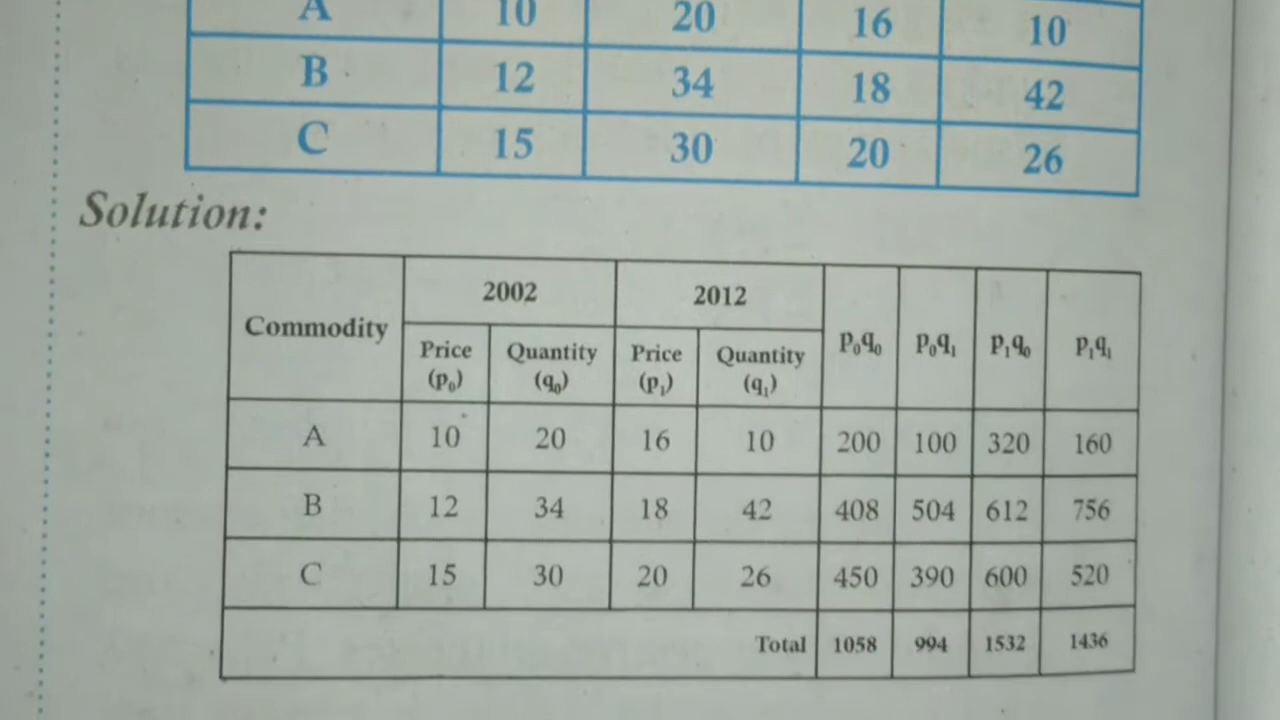 A 10 20 16 10
B 12 34 18 42
C 15 30 20 26
Solution:
Commodity 2002 2012 p₀q₀ p₀q₁ p₁q₀ p₁q₁
Price (p₀) Quantity (q₀) Price (p₁) Quantity (q₁)
A 10 20 16 10 200 100 320 160
B 12 34 18 42 408 504 612 756
C 15 30 20 26 450 390 600 520
Total 1058 994 1532 1436